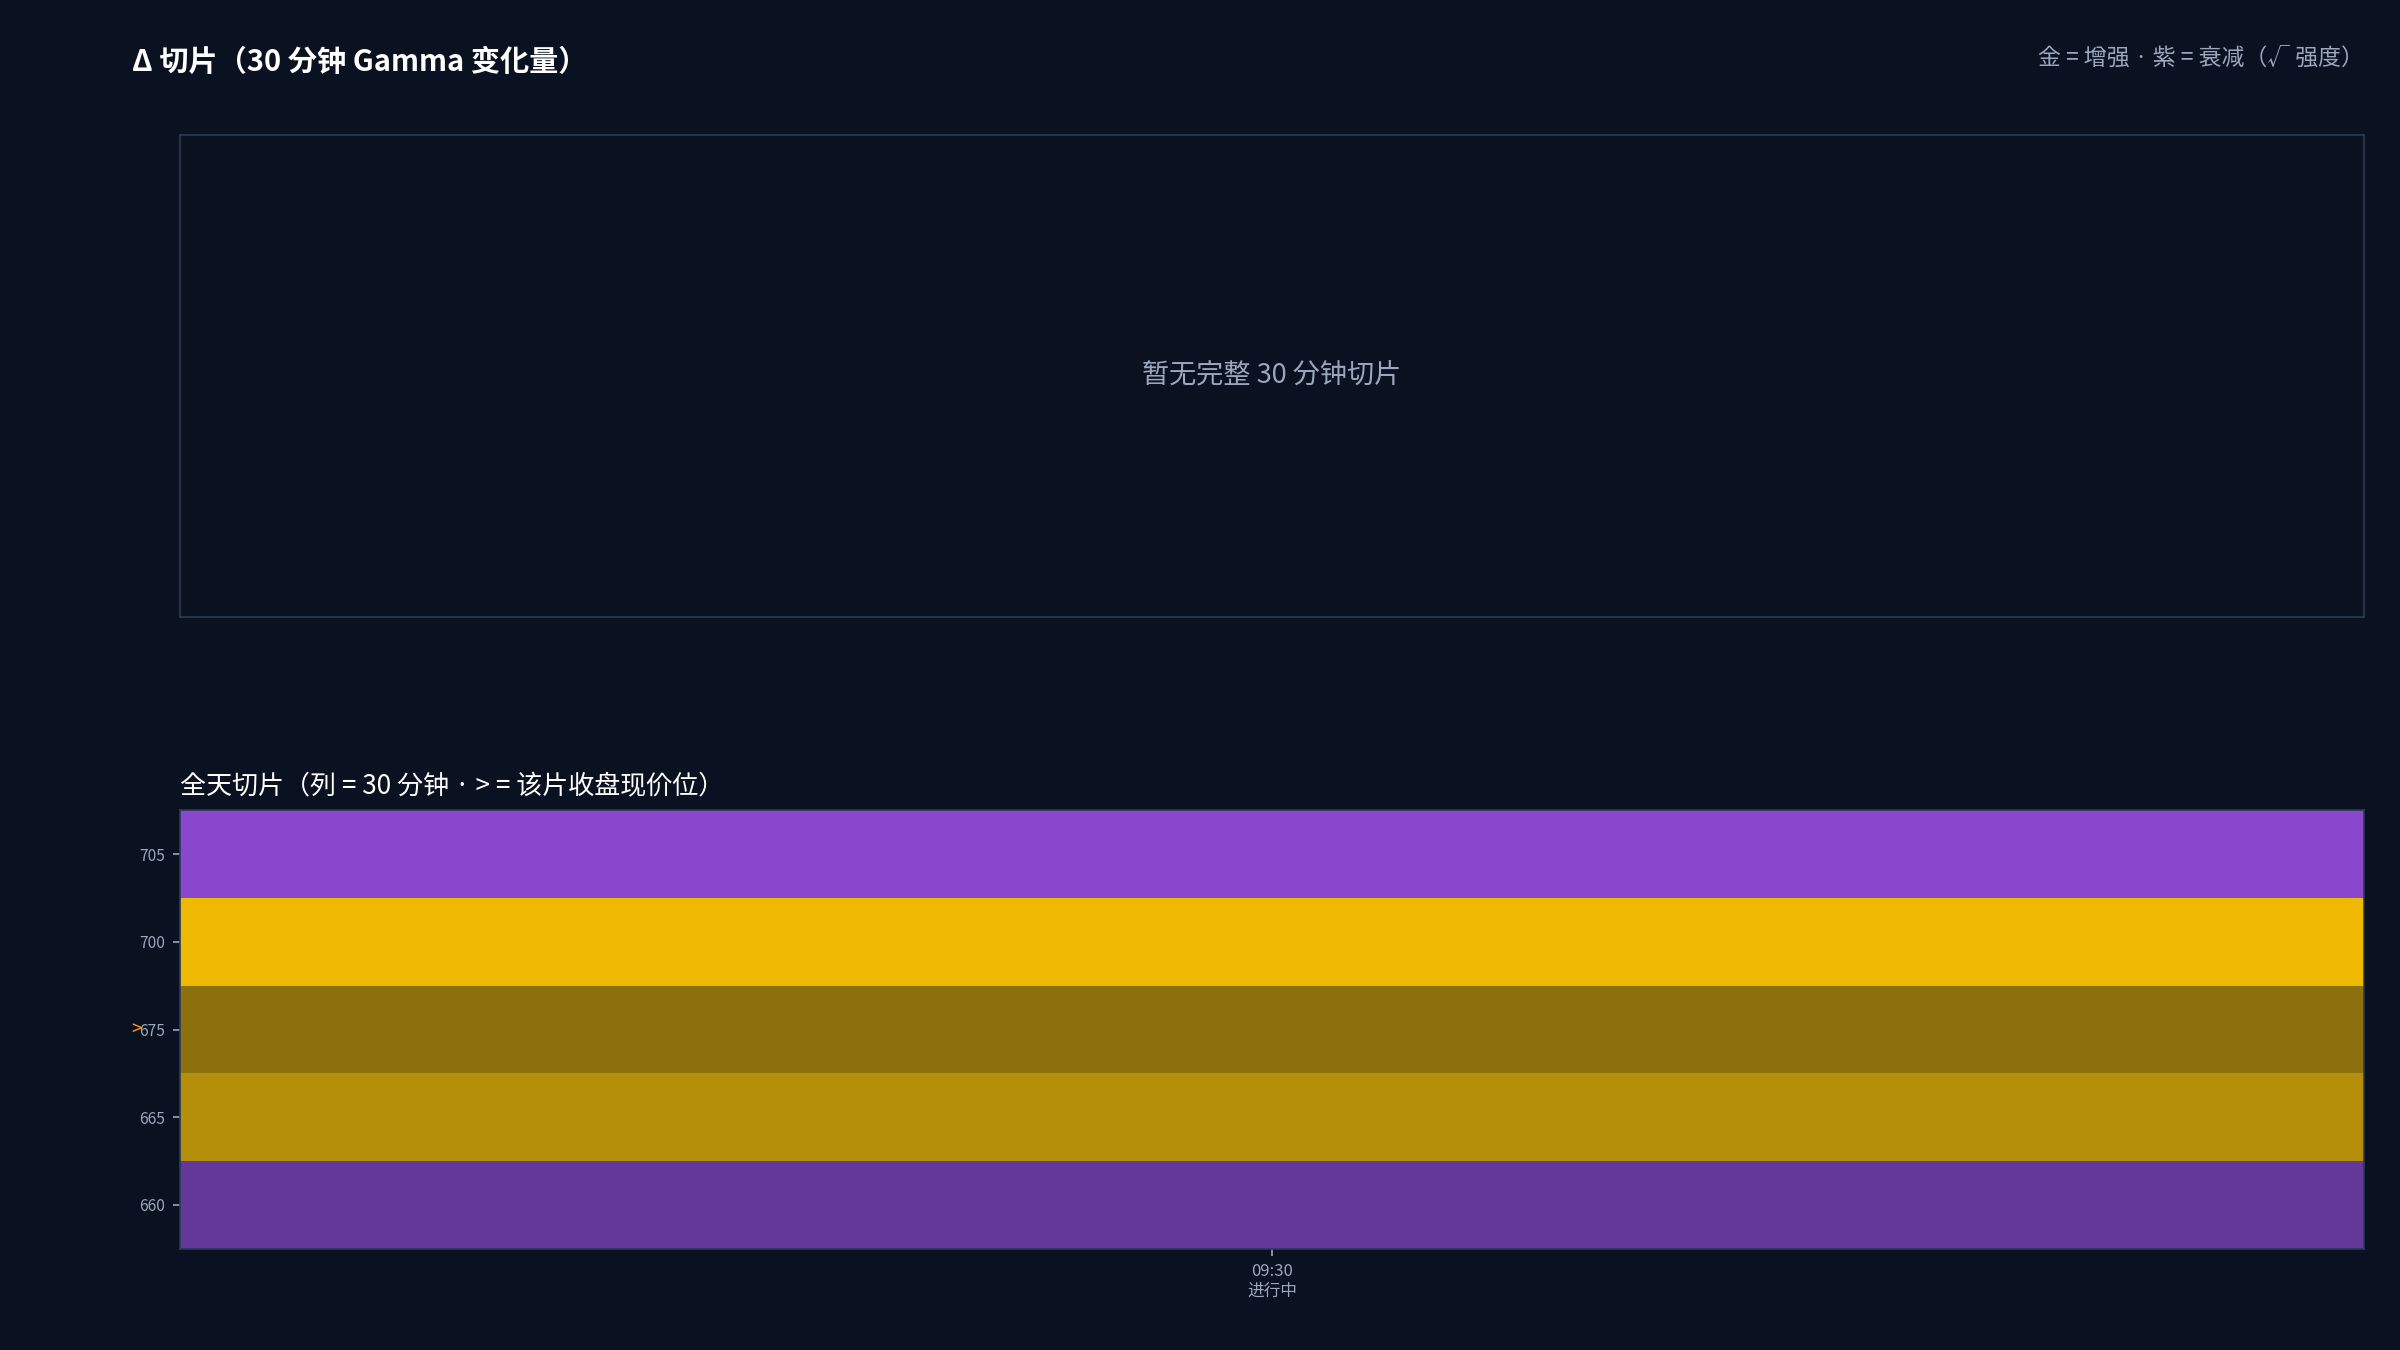 Δ 切片（30 分钟 Gamma 变化量）
金 = 增强 · 紫 = 衰减（√ 强度）
暂无完整 30 分钟切片
全天切片（列 = 30 分钟 · > = 该片收盘现价位）
705
700
>675
665
660
09:30
进行中